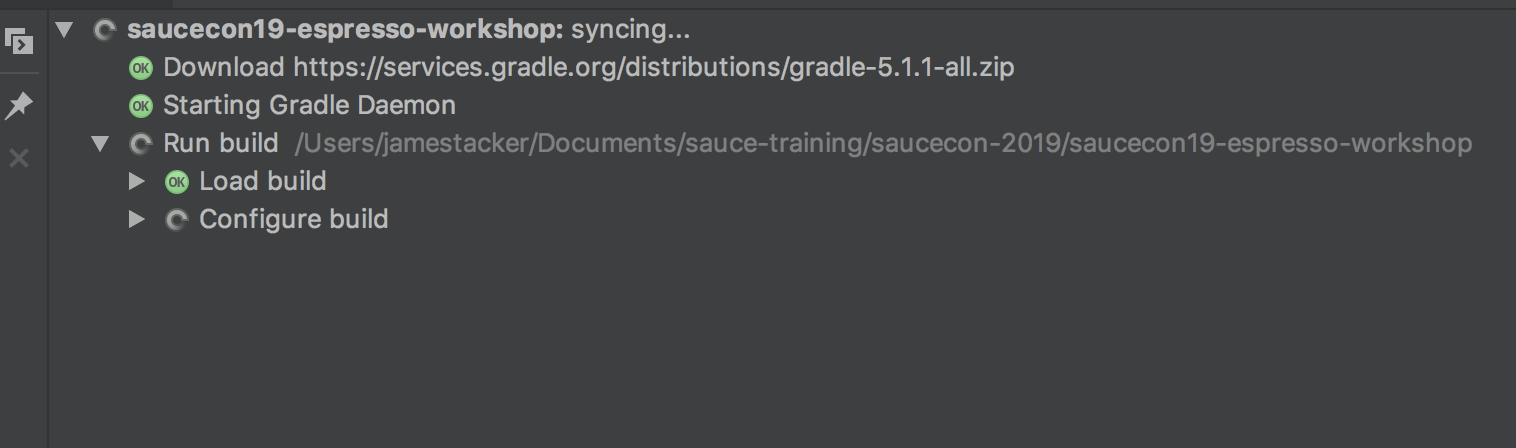 saucecon19-espresso-workshop: syncing...
OK Download https://services.gradle.org/distributions/gradle-5.1.1-all.zip
OK Starting Gradle Daemon
Run build /Users/jamestacker/Documents/sauce-training/saucecon-2019/saucecon19-espresso-workshop
OK Load build
Configure build